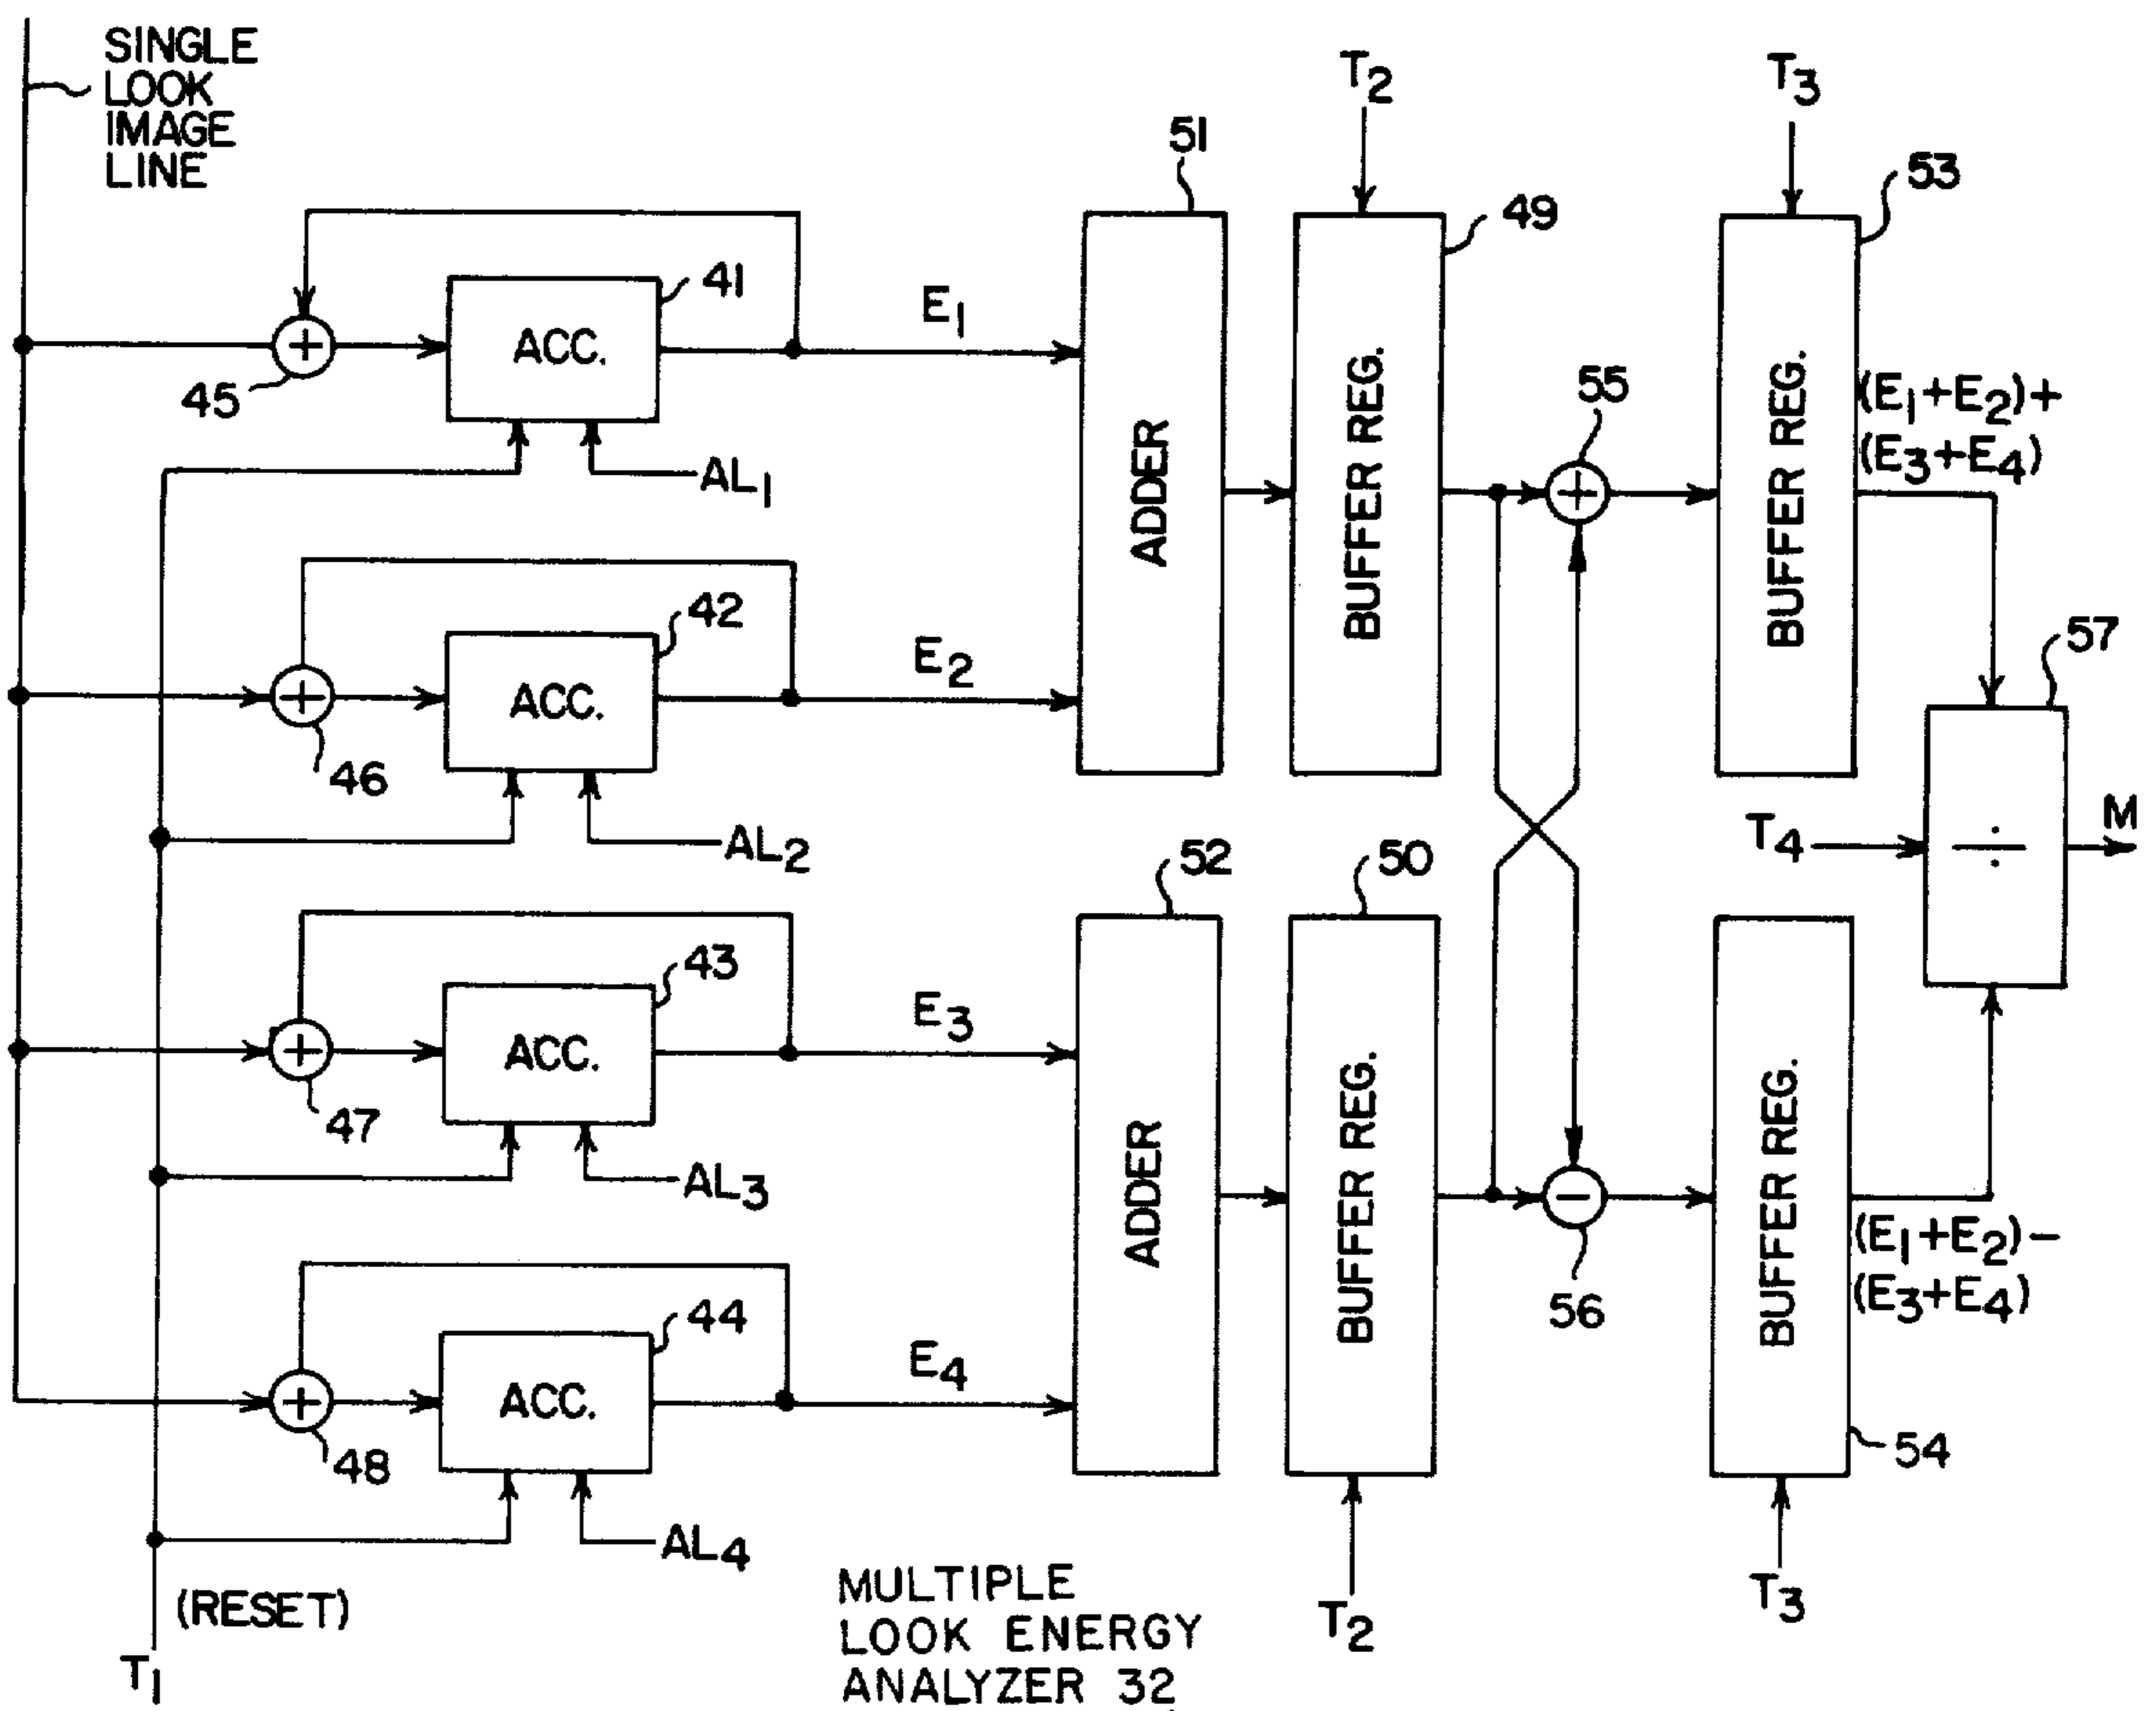 SINGLE
LOOK
IMAGE
LINE
T2
T3
51
53
49
41
E1
45
ACC.
ADDER
BUFFER REG.
BUFFER REG.
55
(E1+E2)+
(E3+E4)
AL1
42
E2
57
ACC.
46
AL2
T4
÷
M
52
50
43
E3
ACC.
47
AL3
ADDER
BUFFER REG.
BUFFER REG.
(E1+E2)-
(E3+E4)
56
44
E4
ACC.
48
54
AL4
(RESET)
T1
T2
T3
MULTIPLE
LOOK ENERGY
ANALYZER 32